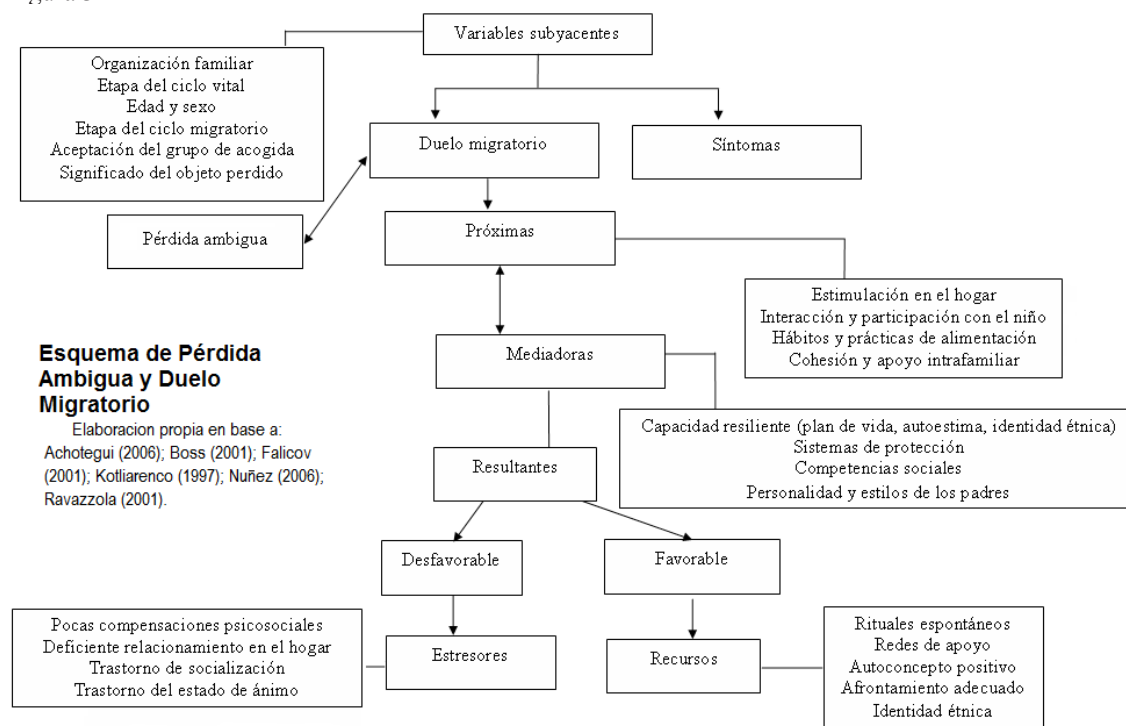 Variables subyacentes
Organización familiar
Etapa del ciclo vital
Edad y sexo
Etapa del ciclo migratorio
Aceptación del grupo de acogida
Significado del objeto perdido
Duelo migratorio
Síntomas
Pérdida ambigua
Próximas
Estimulación en el hogar
Interacción y participación con el niño
Hábitos y prácticas de alimentación
Cohesión y apoyo intrafamiliar
Mediadoras
Esquema de Pérdida
Ambigua y Duelo
Migratorio
Elaboracion propia en base a:
Achotegui (2006); Boss (2001); Falicov
(2001); Kotliarenco (1997); Nuñez (2006);
Ravazzola (2001).
Capacidad resiliente (plan de vida, autoestima, identidad étnica)
Sistemas de protección
Competencias sociales
Personalidad y estilos de los padres
Resultantes
Desfavorable
Favorable
Pocas compensaciones psicosociales
Deficiente relacionamiento en el hogar
Trastorno de socialización
Trastorno del estado de ánimo
Estresores
Recursos
Rituales espontáneos
Redes de apoyo
Autoconcepto positivo
Afrontamiento adecuado
Identidad étnica